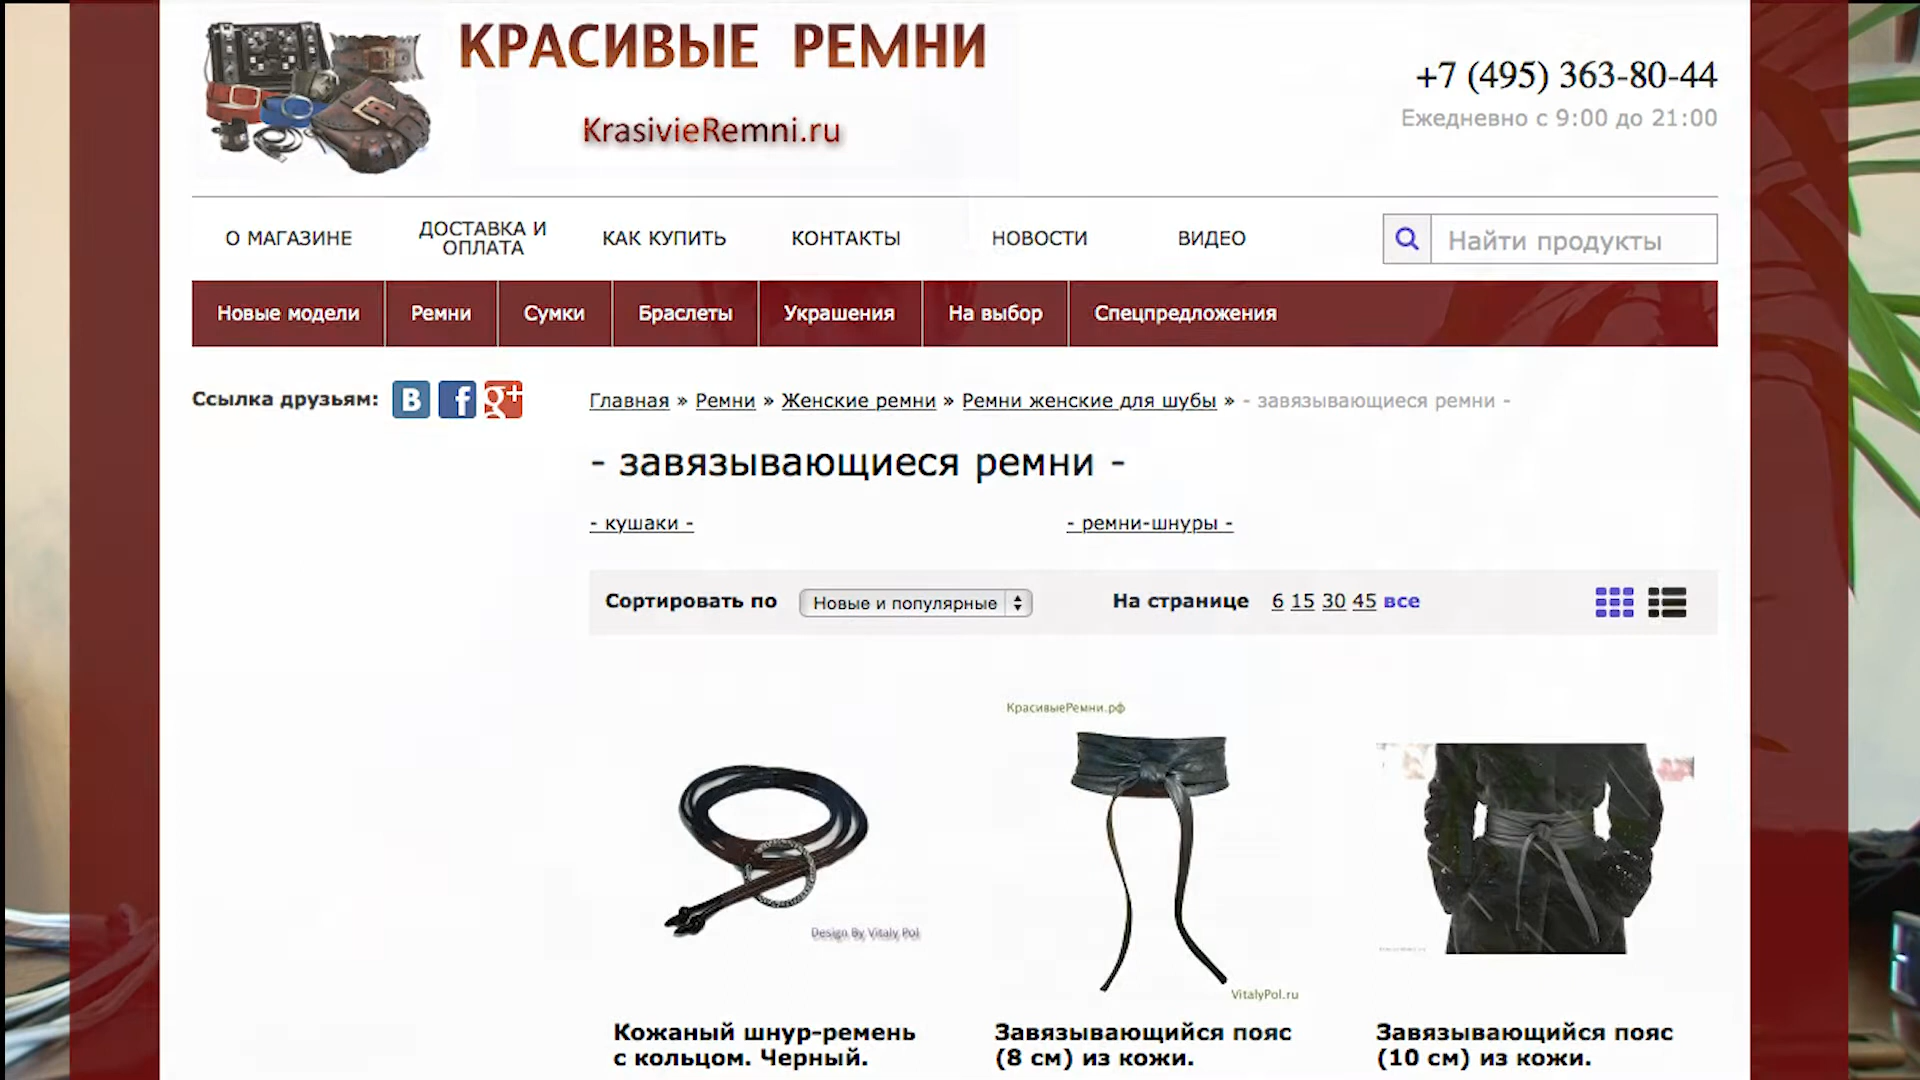 КРАСИВЫЕ РЕМНИ
KrasivieRemni.ru
+7 (495) 363-80-44
Ежедневно с 9:00 до 21:00
О МАГАЗИНЕ
ДОСТАВКА И
ОПЛАТА
КАК КУПИТЬ
КОНТАКТЫ
НОВОСТИ
ВИДЕО
Найти продукты
Новые модели
Ремни
Сумки
Браслеты
Украшения
На выбор
Спецпредложения
Ссылка друзьям:
Главная » Ремни » Женские ремни » Ремни женские для шубы » - завязывающиеся ремни -
- завязывающиеся ремни -
- кушаки -
- ремни-шнуры -
Сортировать по
Новые и популярные
На странице 6 15 30 45 все
КрасивыеРемни.рф
Design By Vitaly Pol
VitalyPol.ru
Кожаный шнур-ремень
с кольцом. Черный.
Завязывающийся пояс
(8 см) из кожи.
Завязывающийся пояс
(10 см) из кожи.